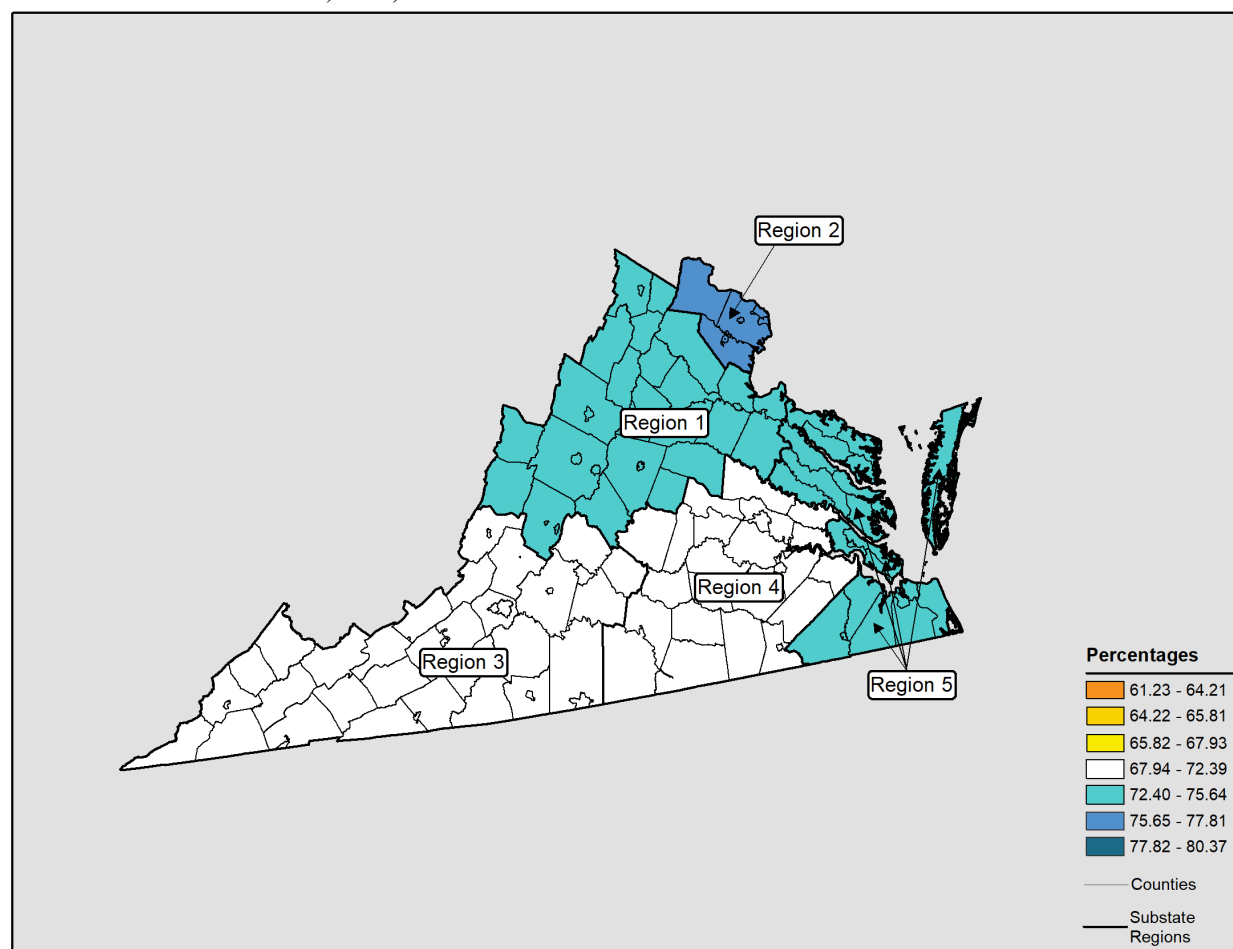 Region 2
Region 1
Region 4
Region 3
Region 5
Percentages
61.23 - 64.21
64.22 - 65.81
65.82 - 67.93
67.94 - 72.39
72.40 - 75.64
75.65 - 77.81
77.82 - 80.37
Counties
Substate
Regions